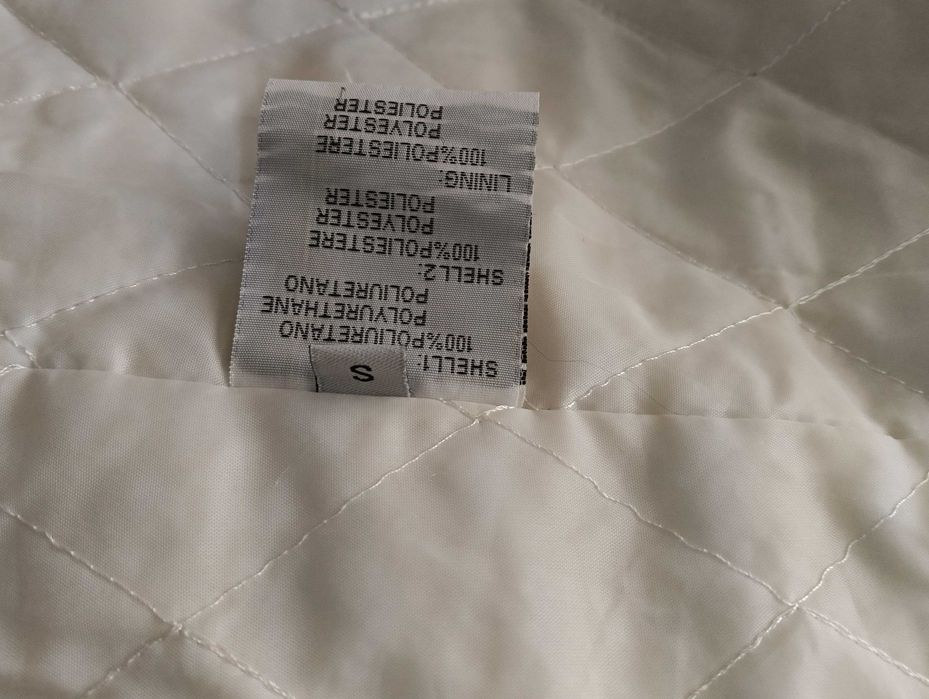 SHELL1:
100%POLIURETANO
POLYURETHANE
POLIURETANO
SHELL2:
100%POLIESTERE
POLYESTER
POLIESTER
LINING:
100%POLIESTERE
POLYESTER
POLIESTER
S